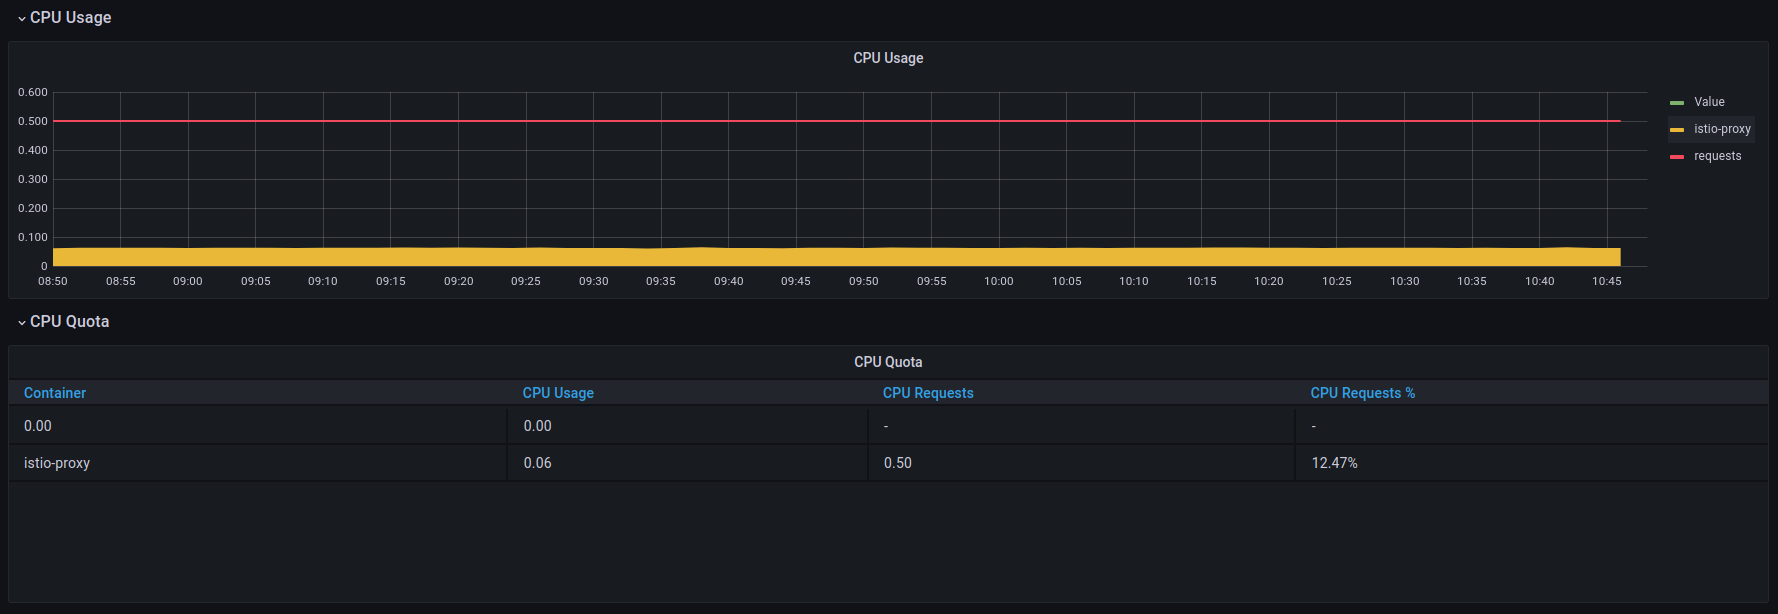 CPU Usage
CPU Usage
0.600
0.500
0.400
0.300
0.200
0.100
0
08:50 08:55 09:00 09:05 09:10 09:15 09:20 09:25 09:30 09:35 09:40 09:45 09:50 09:55 10:00 10:05 10:10 10:15 10:20 10:25 10:30 10:35 10:40 10:45
Value
istio-proxy
requests
CPU Quota
CPU Quota
Container CPU Usage CPU Requests CPU Requests %
0.00 0.00 - -
istio-proxy 0.06 0.50 12.47%